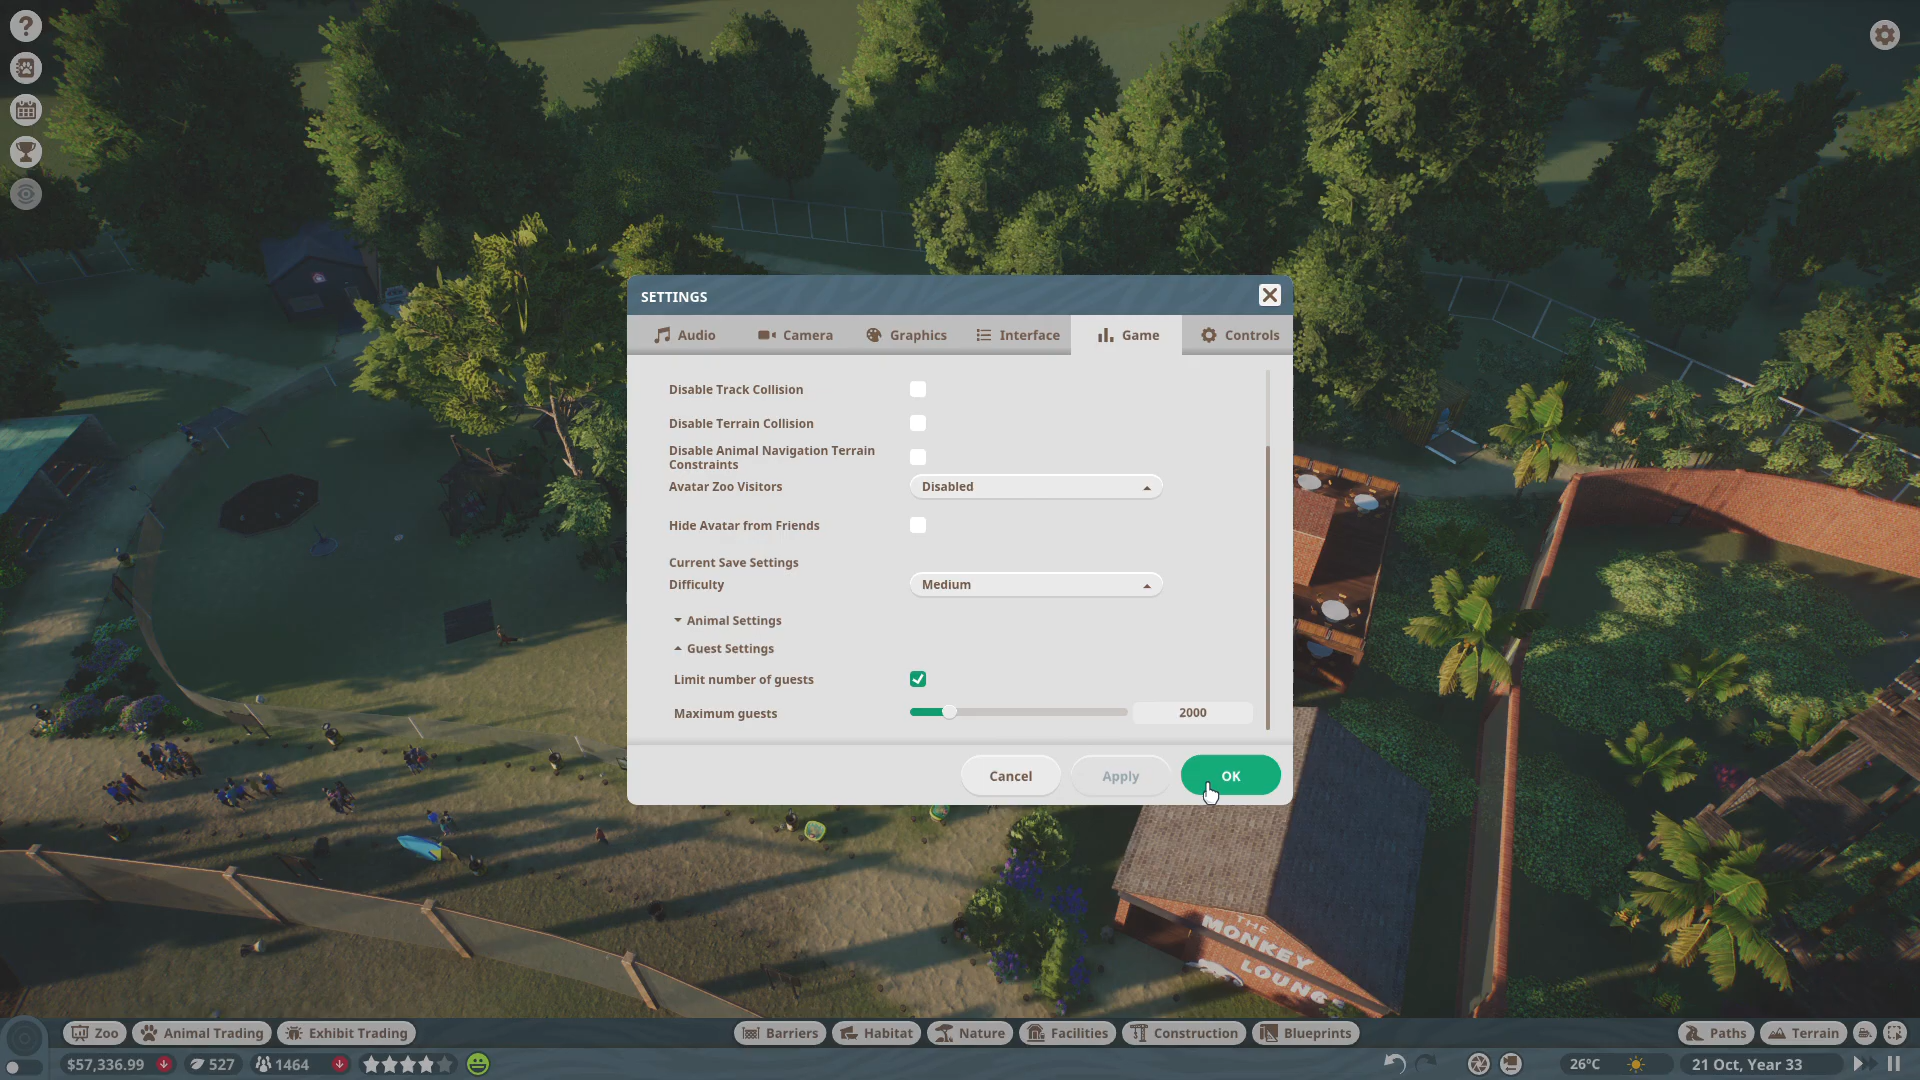 SETTINGS
Audio
Camera
Graphics
Interface
Game
Controls
Disable Track Collision
Disable Terrain Collision
Disable Animal Navigation Terrain
Constraints
Avatar Zoo Visitors
Disabled
Hide Avatar from Friends
Current Save Settings
Difficulty
Medium
Animal Settings
Guest Settings
Limit number of guests
Maximum guests
2000
Cancel
Apply
OK
THE
MONKEY
LOUNGE
Zoo
Animal Trading
Exhibit Trading
Barriers
Habitat
Nature
Facilities
Construction
Blueprints
Paths
Terrain
$57,336.99
527
1464
26°C
21 Oct, Year 33